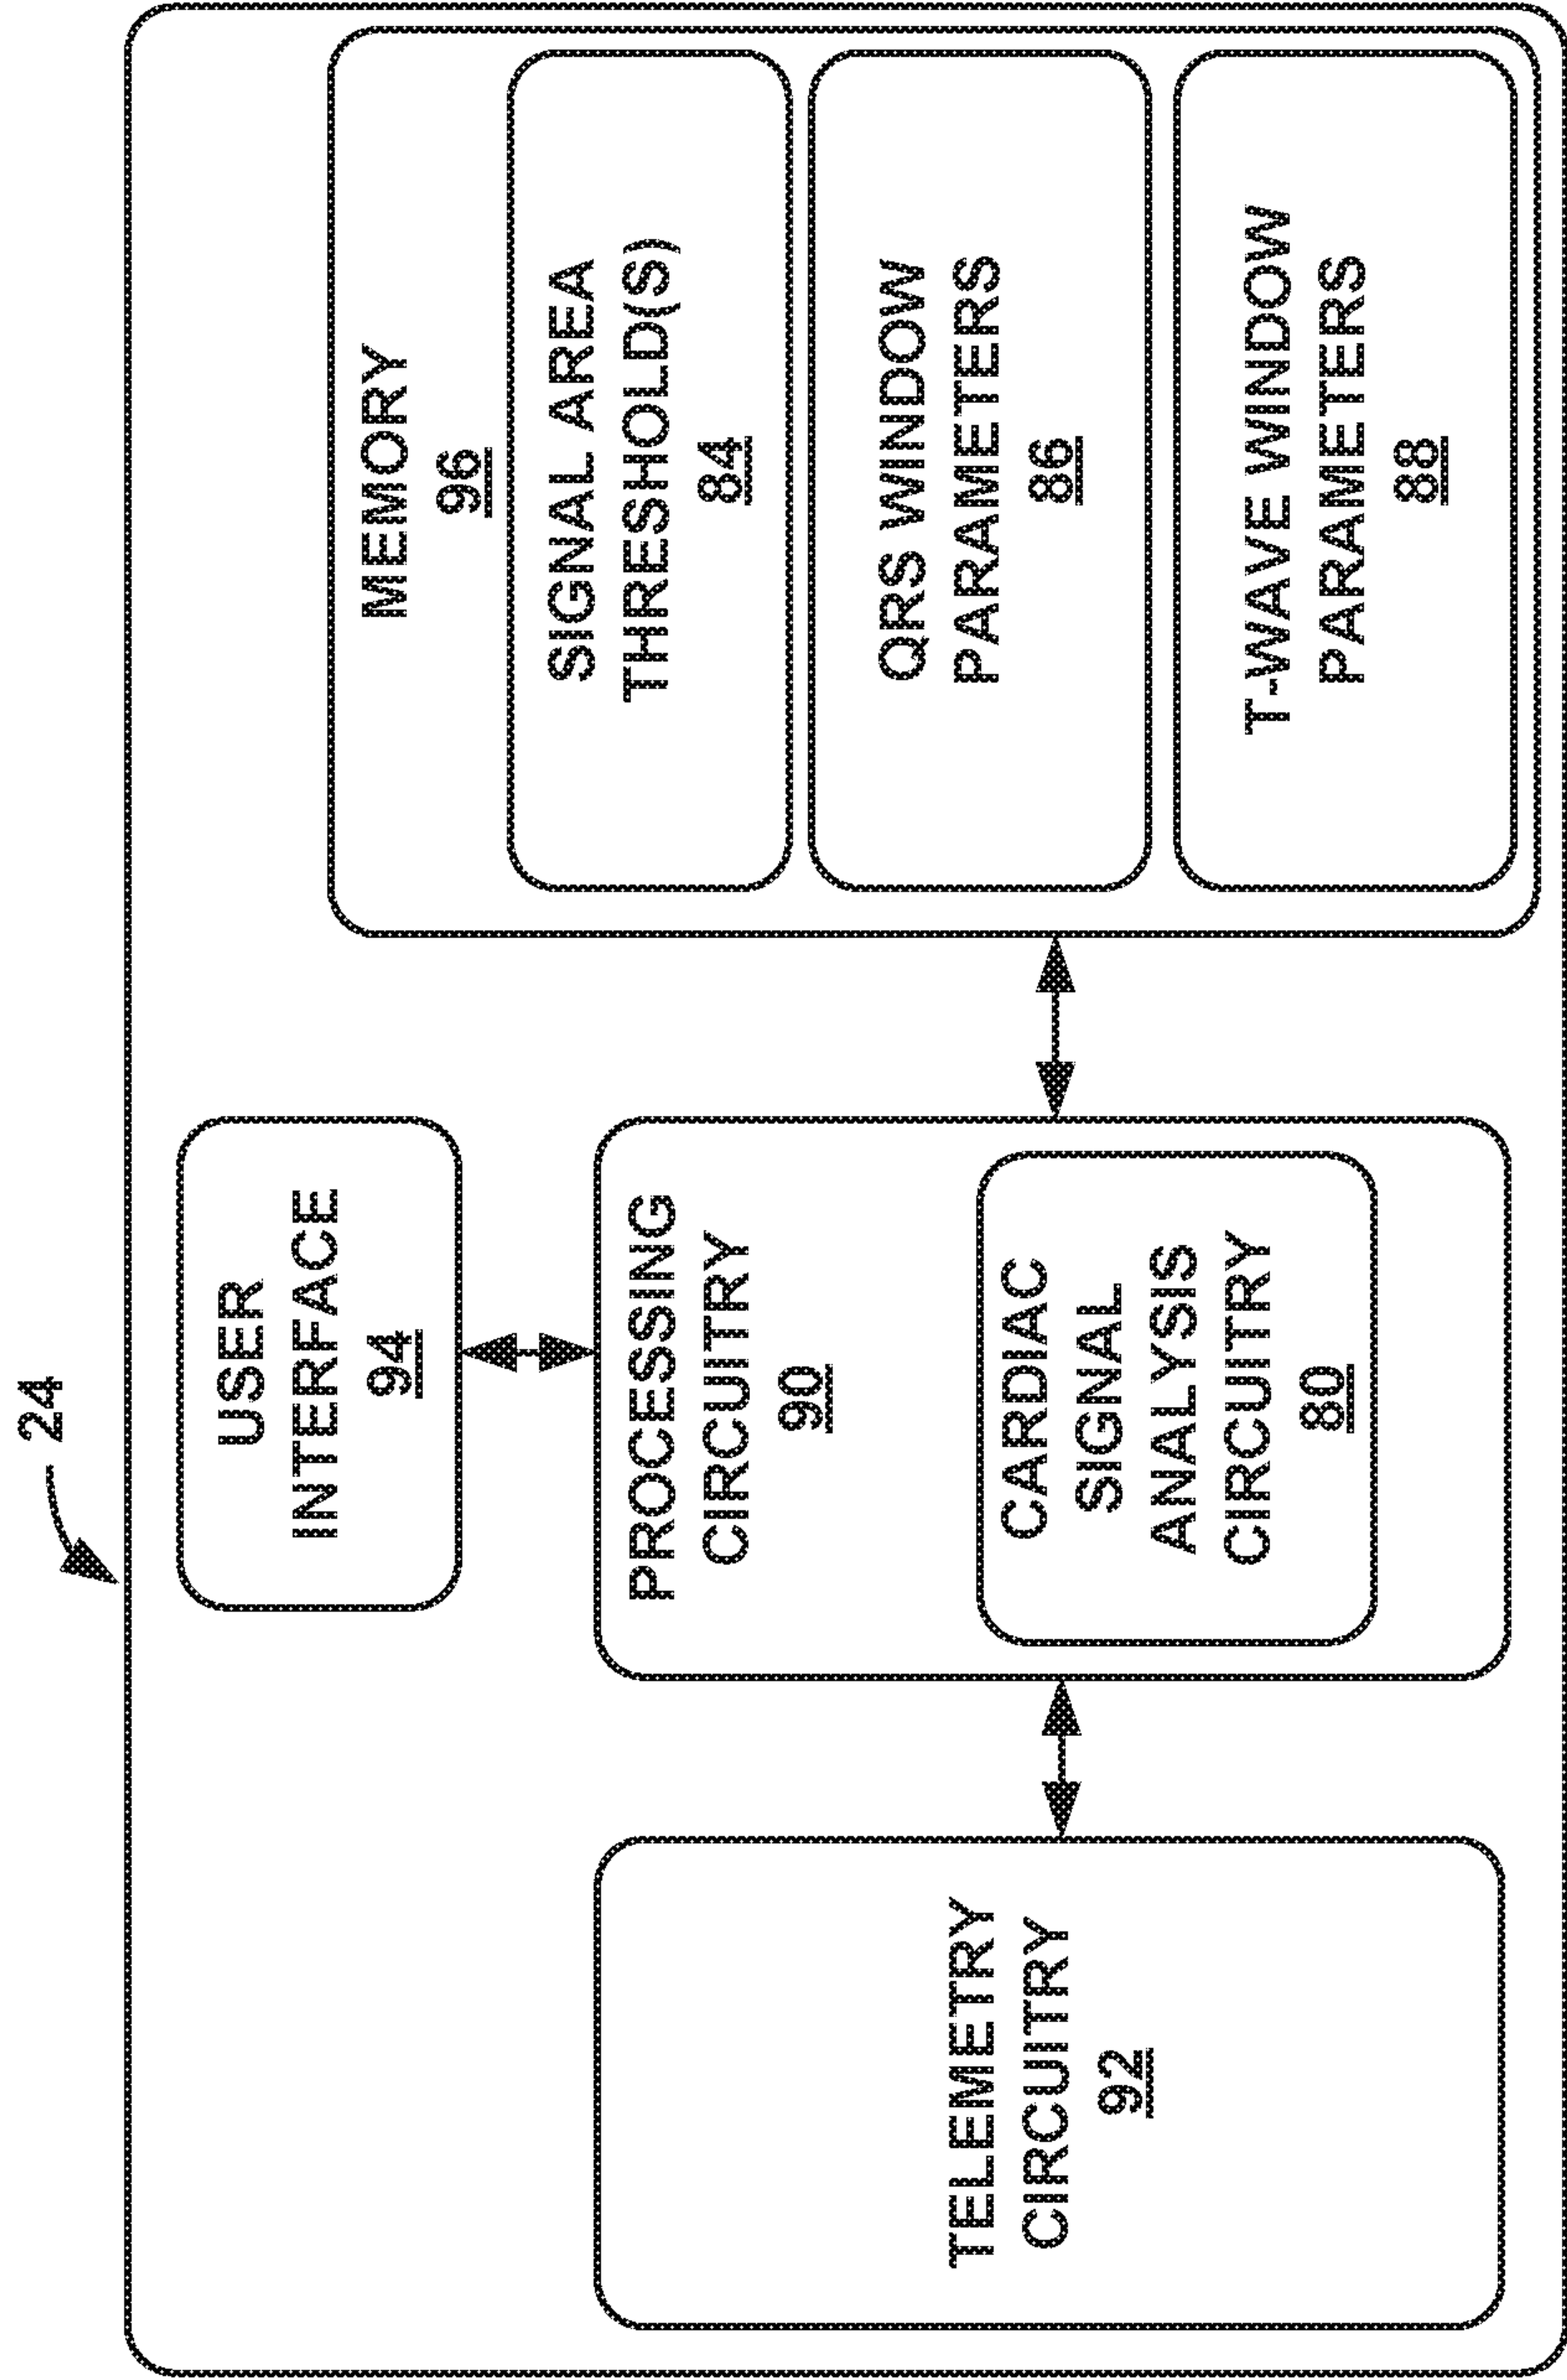 24
USER
INTERFACE
94
TELEMETRY
CIRCUITRY
92
PROCESSING
CIRCUITRY
90
CARDIAC
SIGNAL
ANALYSIS
CIRCUITRY
80
MEMORY
96
SIGNAL AREA
THRESHOLD(S)
84
QRS WINDOW
PARAMETERS
86
T-WAVE WINDOW
PARAMETERS
88